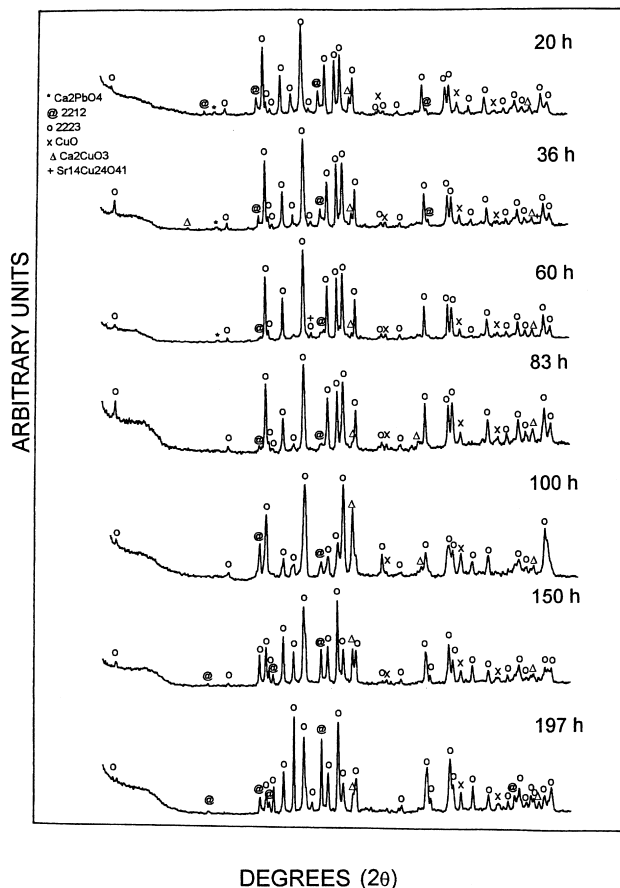 20 h
* Ca2PbO4
@ 2212
o 2223
x CuO
Δ Ca2CuO3
+ Sr14Cu24O41
36 h
60 h
83 h
100 h
150 h
197 h
ARBITRARY UNITS
DEGREES (2θ)